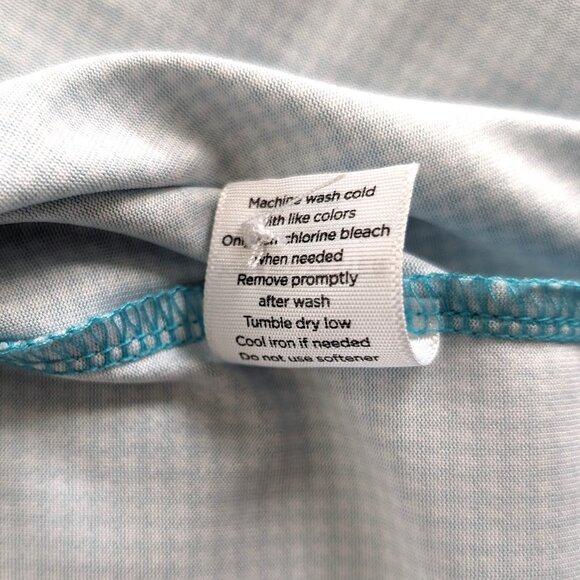 Machine wash cold
with like colors
Only chlorine bleach
when needed
Remove promptly
after wash
Tumble dry low
Cool iron if needed
Do not use softener